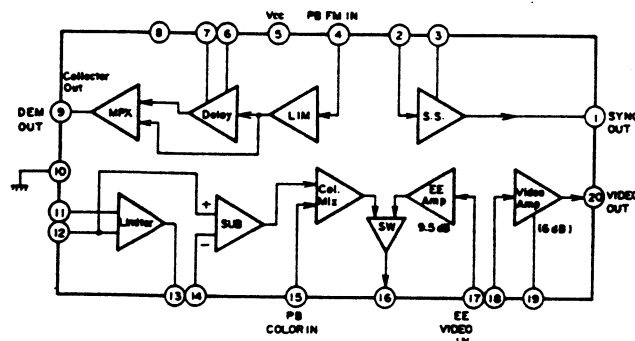 Vcc PB FM IN
8 7 6 5 4 2 3
Collector
Out
DEM
OUT
9
MPX
Delay
LIM
S.S.
1
SYNC
OUT
10
11
12
Limiter
+
−
SUB
Col.
Mix
SW
EE
Amp
9.5dB
Video
Amp
(6 dB)
20
VIDEO
OUT
13 14 15 16 17 18 19
PB
COLOR IN
EE
VIDEO
IN